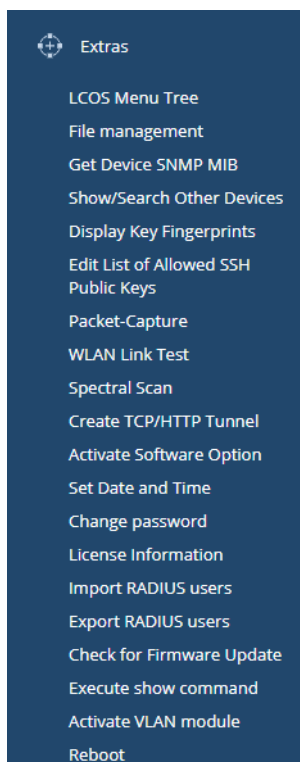 Extras
LCOS Menu Tree
File management
Get Device SNMP MIB
Show/Search Other Devices
Display Key Fingerprints
Edit List of Allowed SSH
Public Keys
Packet-Capture
WLAN Link Test
Spectral Scan
Create TCP/HTTP Tunnel
Activate Software Option
Set Date and Time
Change password
License Information
Import RADIUS users
Export RADIUS users
Check for Firmware Update
Execute show command
Activate VLAN module
Reboot